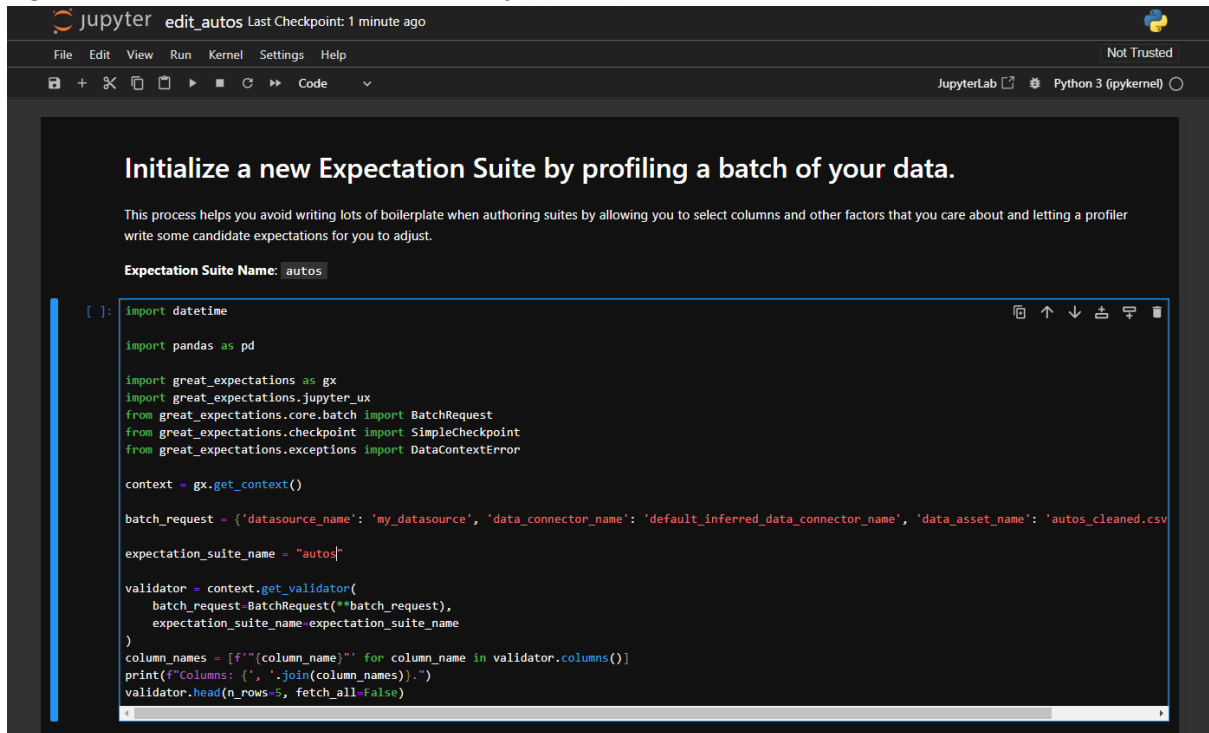 jupyter edit_autos Last Checkpoint: 1 minute ago
File Edit View Run Kernel Settings Help
Not Trusted
Code
JupyterLab
Python 3 (ipykernel)
Initialize a new Expectation Suite by profiling a batch of your data.
This process helps you avoid writing lots of boilerplate when authoring suites by allowing you to select columns and other factors that you care about and letting a profiler
write some candidate expectations for you to adjust.
Expectation Suite Name: autos
[ ]:
import datetime
import pandas as pd
import great_expectations as gx
import great_expectations.jupyter_ux
from great_expectations.core.batch import BatchRequest
from great_expectations.checkpoint import SimpleCheckpoint
from great_expectations.exceptions import DataContextError
context = gx.get_context()
batch_request = {'datasource_name': 'my_datasource', 'data_connector_name': 'default_inferred_data_connector_name', 'data_asset_name': 'autos_cleaned.csv
expectation_suite_name = "autos"
validator = context.get_validator(
    batch_request=BatchRequest(**batch_request),
    expectation_suite_name=expectation_suite_name
)
column_names = [f'"{column_name}"' for column_name in validator.columns()]
print(f"Columns: {', '.join(column_names)}.")
validator.head(n_rows=5, fetch_all=False)